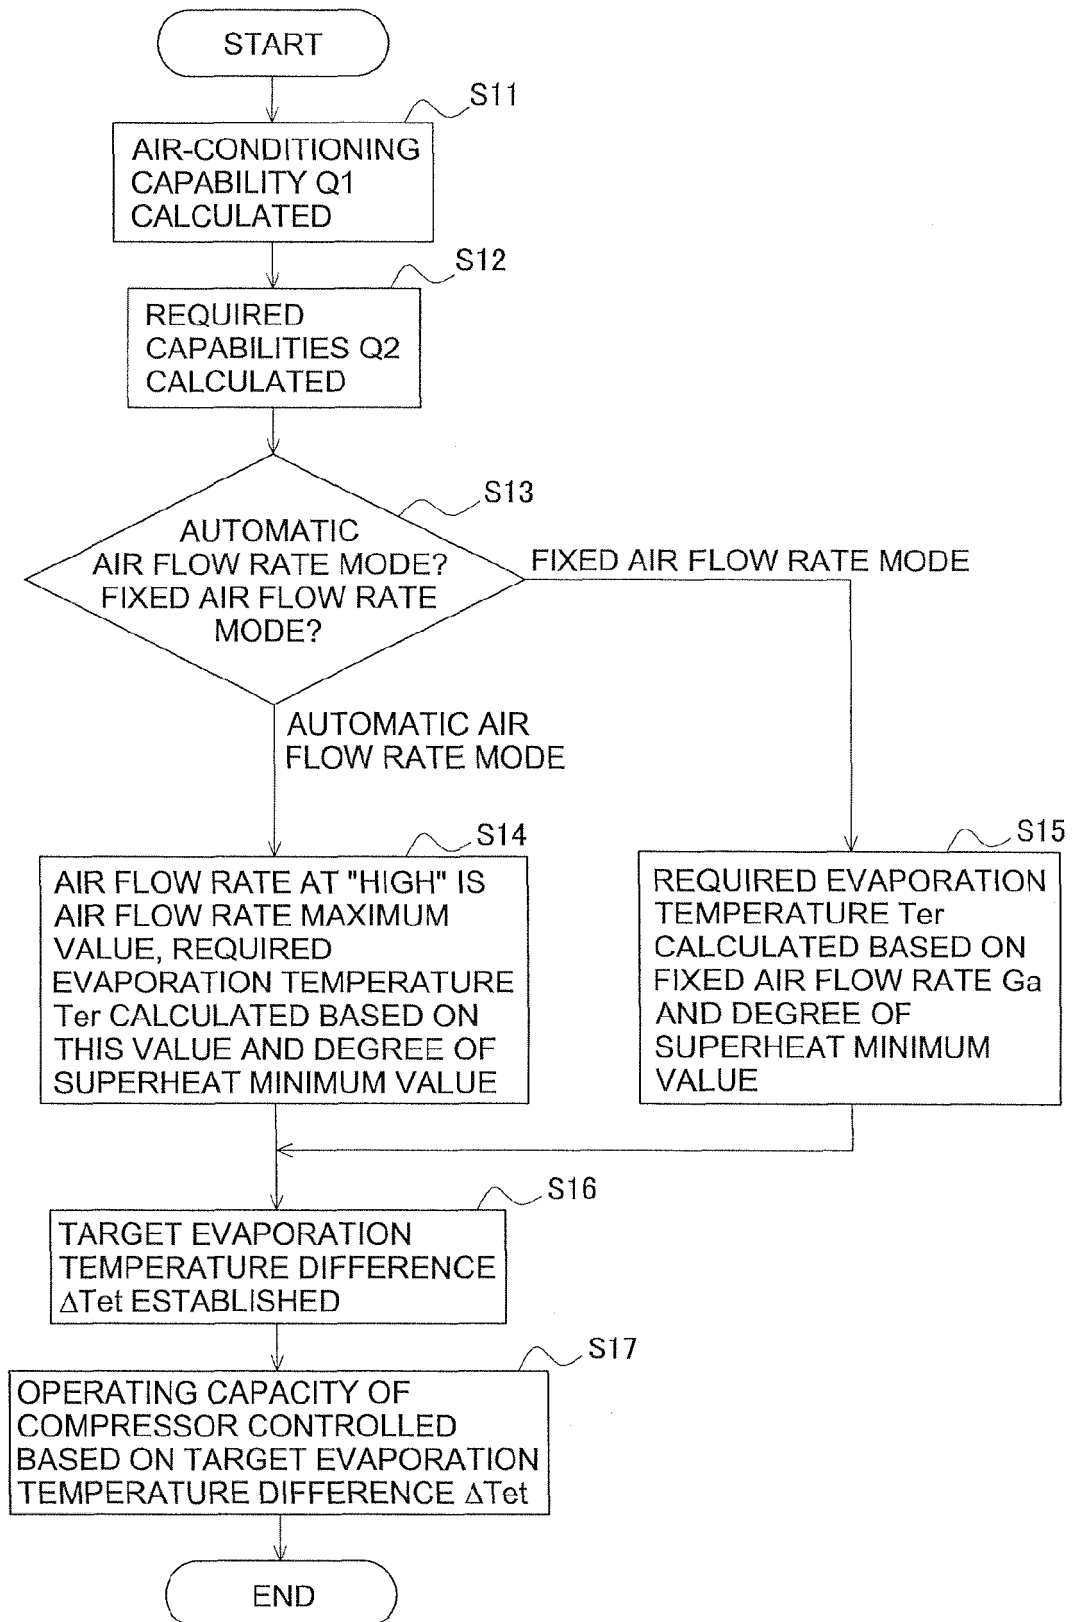 START
S11
AIR-CONDITIONING
CAPABILITY Q1
CALCULATED
S12
REQUIRED
CAPABILITIES Q2
CALCULATED
S13
AUTOMATIC
AIR FLOW RATE MODE?
FIXED AIR FLOW RATE
MODE?
FIXED AIR FLOW RATE MODE
AUTOMATIC AIR
FLOW RATE MODE
S14
AIR FLOW RATE AT "HIGH" IS
AIR FLOW RATE MAXIMUM
VALUE, REQUIRED
EVAPORATION TEMPERATURE
Ter CALCULATED BASED ON
THIS VALUE AND DEGREE OF
SUPERHEAT MINIMUM VALUE
S15
REQUIRED EVAPORATION
TEMPERATURE Ter
CALCULATED BASED ON
FIXED AIR FLOW RATE Ga
AND DEGREE OF
SUPERHEAT MINIMUM
VALUE
S16
TARGET EVAPORATION
TEMPERATURE DIFFERENCE
ΔTet ESTABLISHED
S17
OPERATING CAPACITY OF
COMPRESSOR CONTROLLED
BASED ON TARGET EVAPORATION
TEMPERATURE DIFFERENCE ΔTet
END